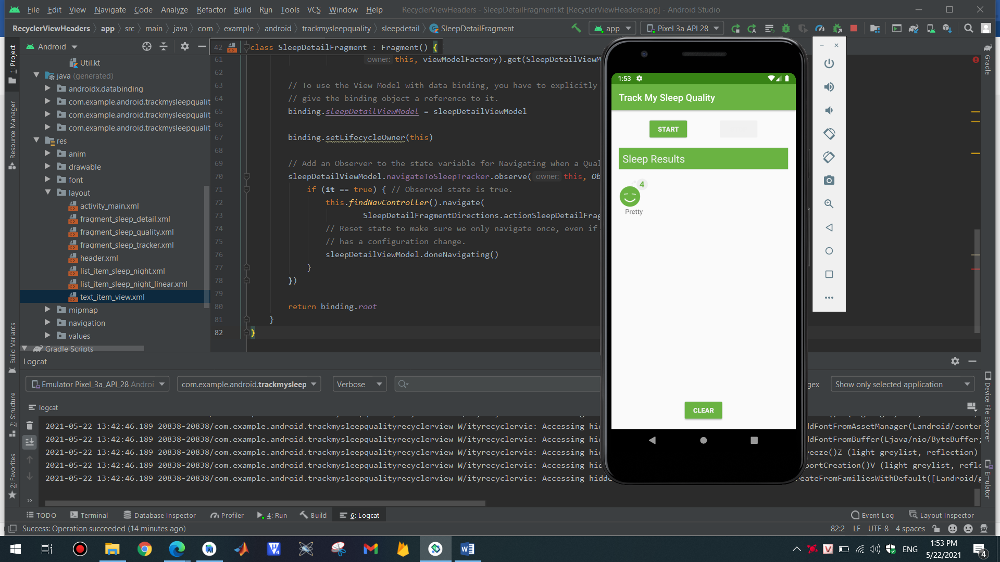 File Edit View Navigate Code Analyze Refactor Build Run Tools VCS Window Help RecyclerViewHeaders - SleepDetailFragment.kt [RecyclerViewHeaders.app] - Android Studio
RecyclerViewHeaders app src main java com example android trackmysleepquality sleepdetail SleepDetailFragment app Pixel 3a API 28
1: Project
Resource Manager
Build Variants
7: Structure
2: Favorites
Android
Util.kt
java (generated)
androidx.databinding
com.example.android.trackmysleepqualit
com.example.android.trackmysleepqualit
com.example.android.trackmysleepqualit
res
anim
drawable
font
layout
activity_main.xml
fragment_sleep_detail.xml
fragment_sleep_quality.xml
fragment_sleep_tracker.xml
header.xml
list_item_sleep_night.xml
list_item_sleep_night_linear.xml
text_item_view.xml
mipmap
navigation
values
Gradle Scripts
42 class SleepDetailFragment : Fragment() {
61 owner: this, viewModelFactory).get(SleepDetailViewM
62
63 // To use the View Model with data binding, you have to explicitly
64 // give the binding object a reference to it.
65 binding.sleepDetailViewModel = sleepDetailViewModel
66
67 binding.setLifecycleOwner(this)
68
69 // Add an Observer to the state variable for Navigating when a Qual
70 sleepDetailViewModel.navigateToSleepTracker.observe( owner: this, Ob
71 if (it == true) { // Observed state is true.
72 this.findNavController().navigate(
73 SleepDetailFragmentDirections.actionSleepDetailFrag
74 // Reset state to make sure we only navigate once, even if
75 // has a configuration change.
76 sleepDetailViewModel.doneNavigating()
77 }
78 })
79
80 return binding.root
81 }
82 }
1:53
Track My Sleep Quality
START
Sleep Results
4
Pretty
CLEAR
Gradle
Device File Explorer
Emulator
Logcat
Emulator Pixel_3a_API_28 Androi com.example.android.trackmysleep Verbose gex Show only selected application
logcat
2021-05-22 13:42:46.189 20838-20838/com.example.android.trackmysleepqualityrecyclerview W/ityrecyclervie: Accessing hid ddFontFromAssetManager(Landroid/conten
2021-05-22 13:42:46.189 20838-20838/com.example.android.trackmysleepqualityrecyclerview W/ityrecyclervie: Accessing hid ddFontFromBuffer(Ljava/nio/ByteBuffer;
2021-05-22 13:42:46.189 20838-20838/com.example.android.trackmysleepqualityrecyclerview W/ityrecyclervie: Accessing hid reeze()Z (light greylist, reflection)
2021-05-22 13:42:46.189 20838-20838/com.example.android.trackmysleepqualityrecyclerview W/ityrecyclervie: Accessing hid ortCreation()V (light greylist, refle
2021-05-22 13:42:46.189 20838-20838/com.example.android.trackmysleepqualityrecyclerview W/ityrecyclervie: Accessing hidde reateFromFamiliesWithDefault([Landroid/g
TODO Terminal Database Inspector Profiler 4: Run Build 6: Logcat Event Log Layout Inspector
Success: Operation succeeded (14 minutes ago) 82:2 LF UTF-8 4 spaces
ENG 1:53 PM
5/22/2021
4